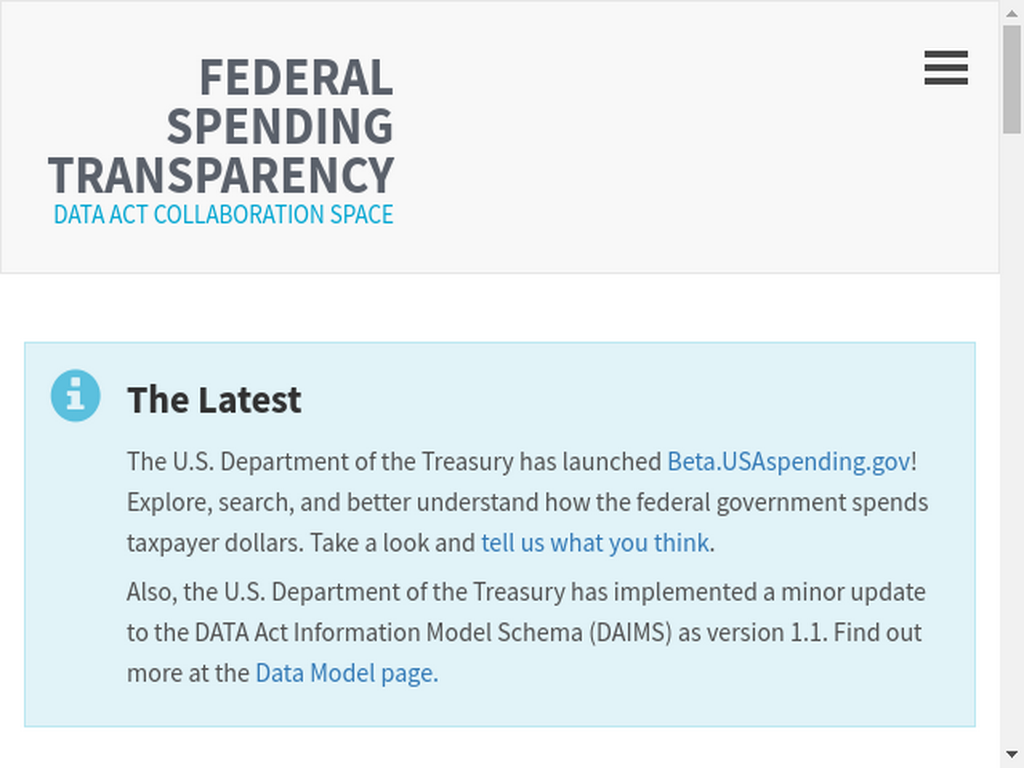 FEDERAL
SPENDING
TRANSPARENCY
DATA ACT COLLABORATION SPACE
The Latest
The U.S. Department of the Treasury has launched Beta.USAspending.gov!
Explore, search, and better understand how the federal government spends
taxpayer dollars. Take a look and tell us what you think.
Also, the U.S. Department of the Treasury has implemented a minor update
to the DATA Act Information Model Schema (DAIMS) as version 1.1. Find out
more at the Data Model page.